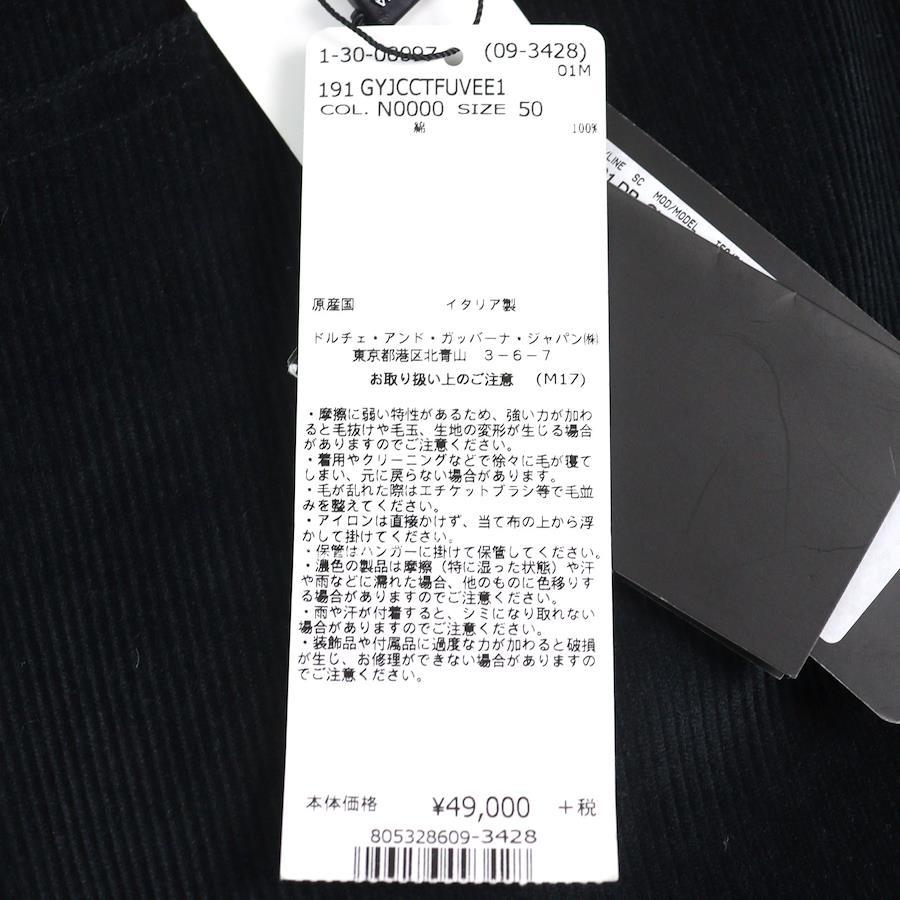 (09-3428)
01M
191 GYJCCTFUVEE1
COL. N0000 SIZE 50
綿 100%
LINE SC MOD/MODEL
原産国 イタリア製
ドルチェ・アンド・ガッバーナ・ジャパン㈱
東京都港区北青山 3-6-7
お取り扱い上のご注意 (M17)
・摩擦に弱い特性があるため、強い力が加わ
ると毛抜けや毛玉、生地の変形が生じる場合
がありますのでご注意ください。
・着用やクリーニングなどで徐々に毛が寝て
しまい、元に戻らない場合があります。
・毛が乱れた際はエチケットブラシ等で毛並
みを整えてください。
・アイロンは直接かけず、当て布の上から浮
かして掛けてください。
・保管はハンガーに掛けて保管してください。
・濃色の製品は摩擦(特に湿った状態)や汗
や雨などに濡れた場合、他のものに色移りす
る場合がありますのでご注意ください。
・雨や汗が付着すると、シミになり取れない
場合がありますのでご注意ください。
・装飾品や付属品に過度な力が加わると破損
が生じ、お修理ができない場合がありますの
でご注意ください。
本体価格 ¥49,000 +税
805328609-3428